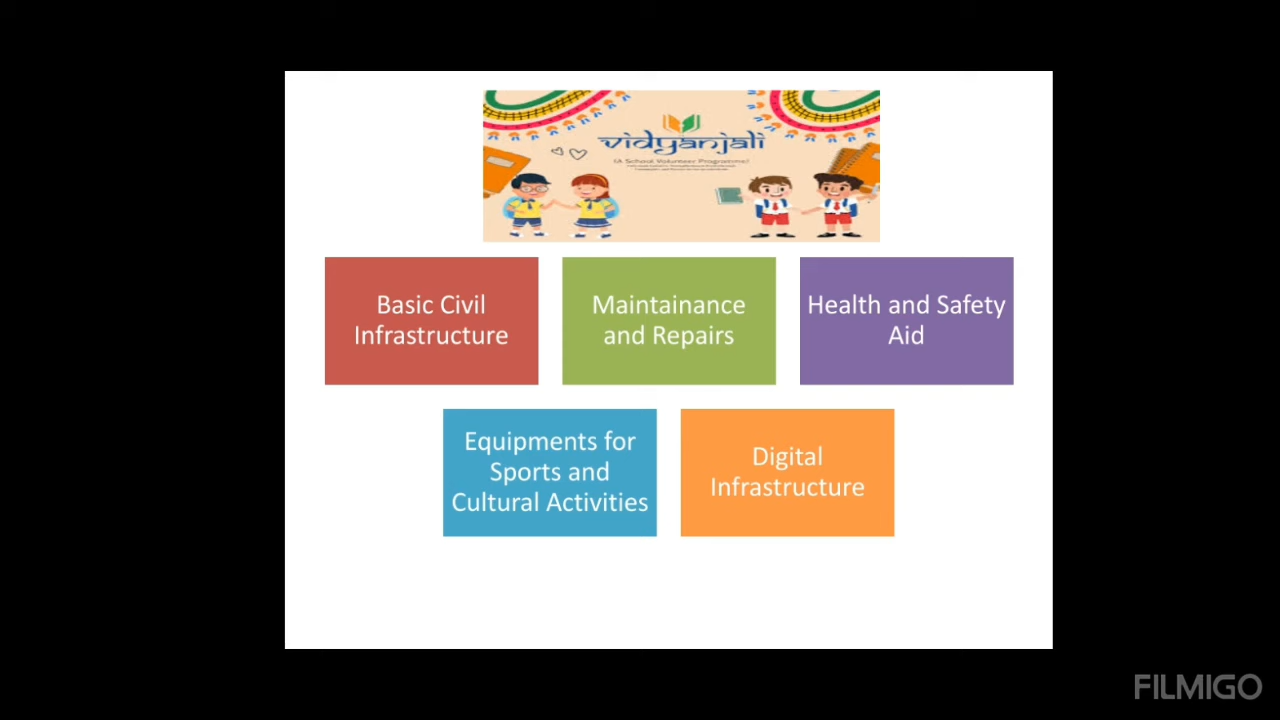 vidyanjali
(A School Volunteer Programme)
Basic Civil
Infrastructure
Maintainance
and Repairs
Health and Safety
Aid
Equipments for
Sports and
Cultural Activities
Digital
Infrastructure
FILMIGO